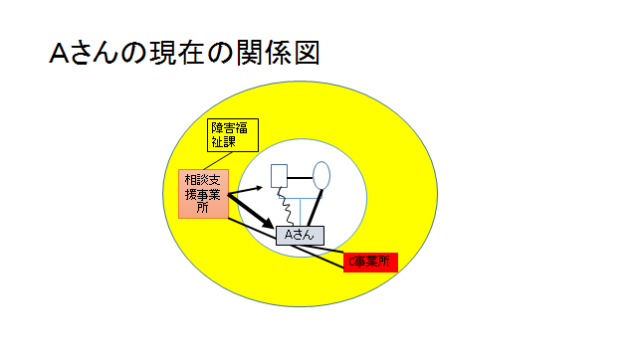 Aさんの現在の関係図
障害福
祉課
相談支
援事業
所
Aさん
C事業所